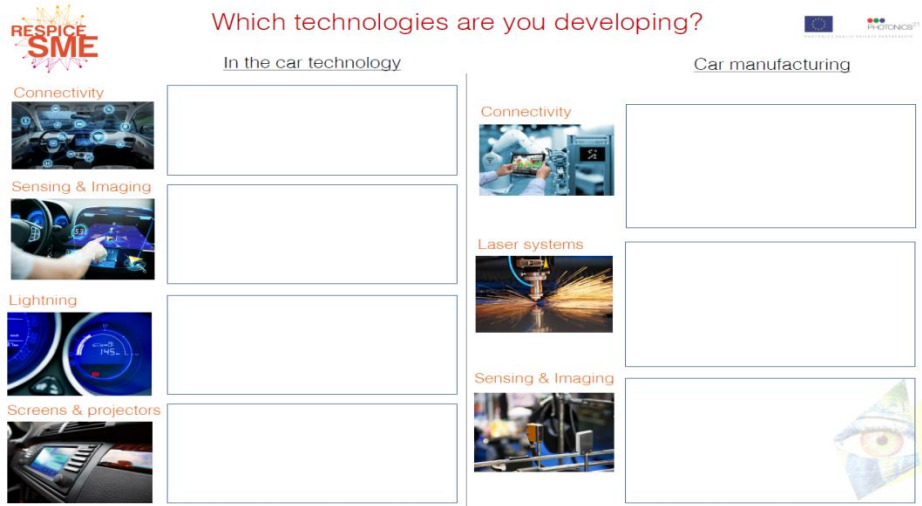 RESPICE
SME
Which technologies are you developing?
PHOTONICS²¹
In the car technology
Connectivity
Sensing & Imaging
Lightning
Screens & projectors
Car manufacturing
Connectivity
Laser systems
Sensing & Imaging